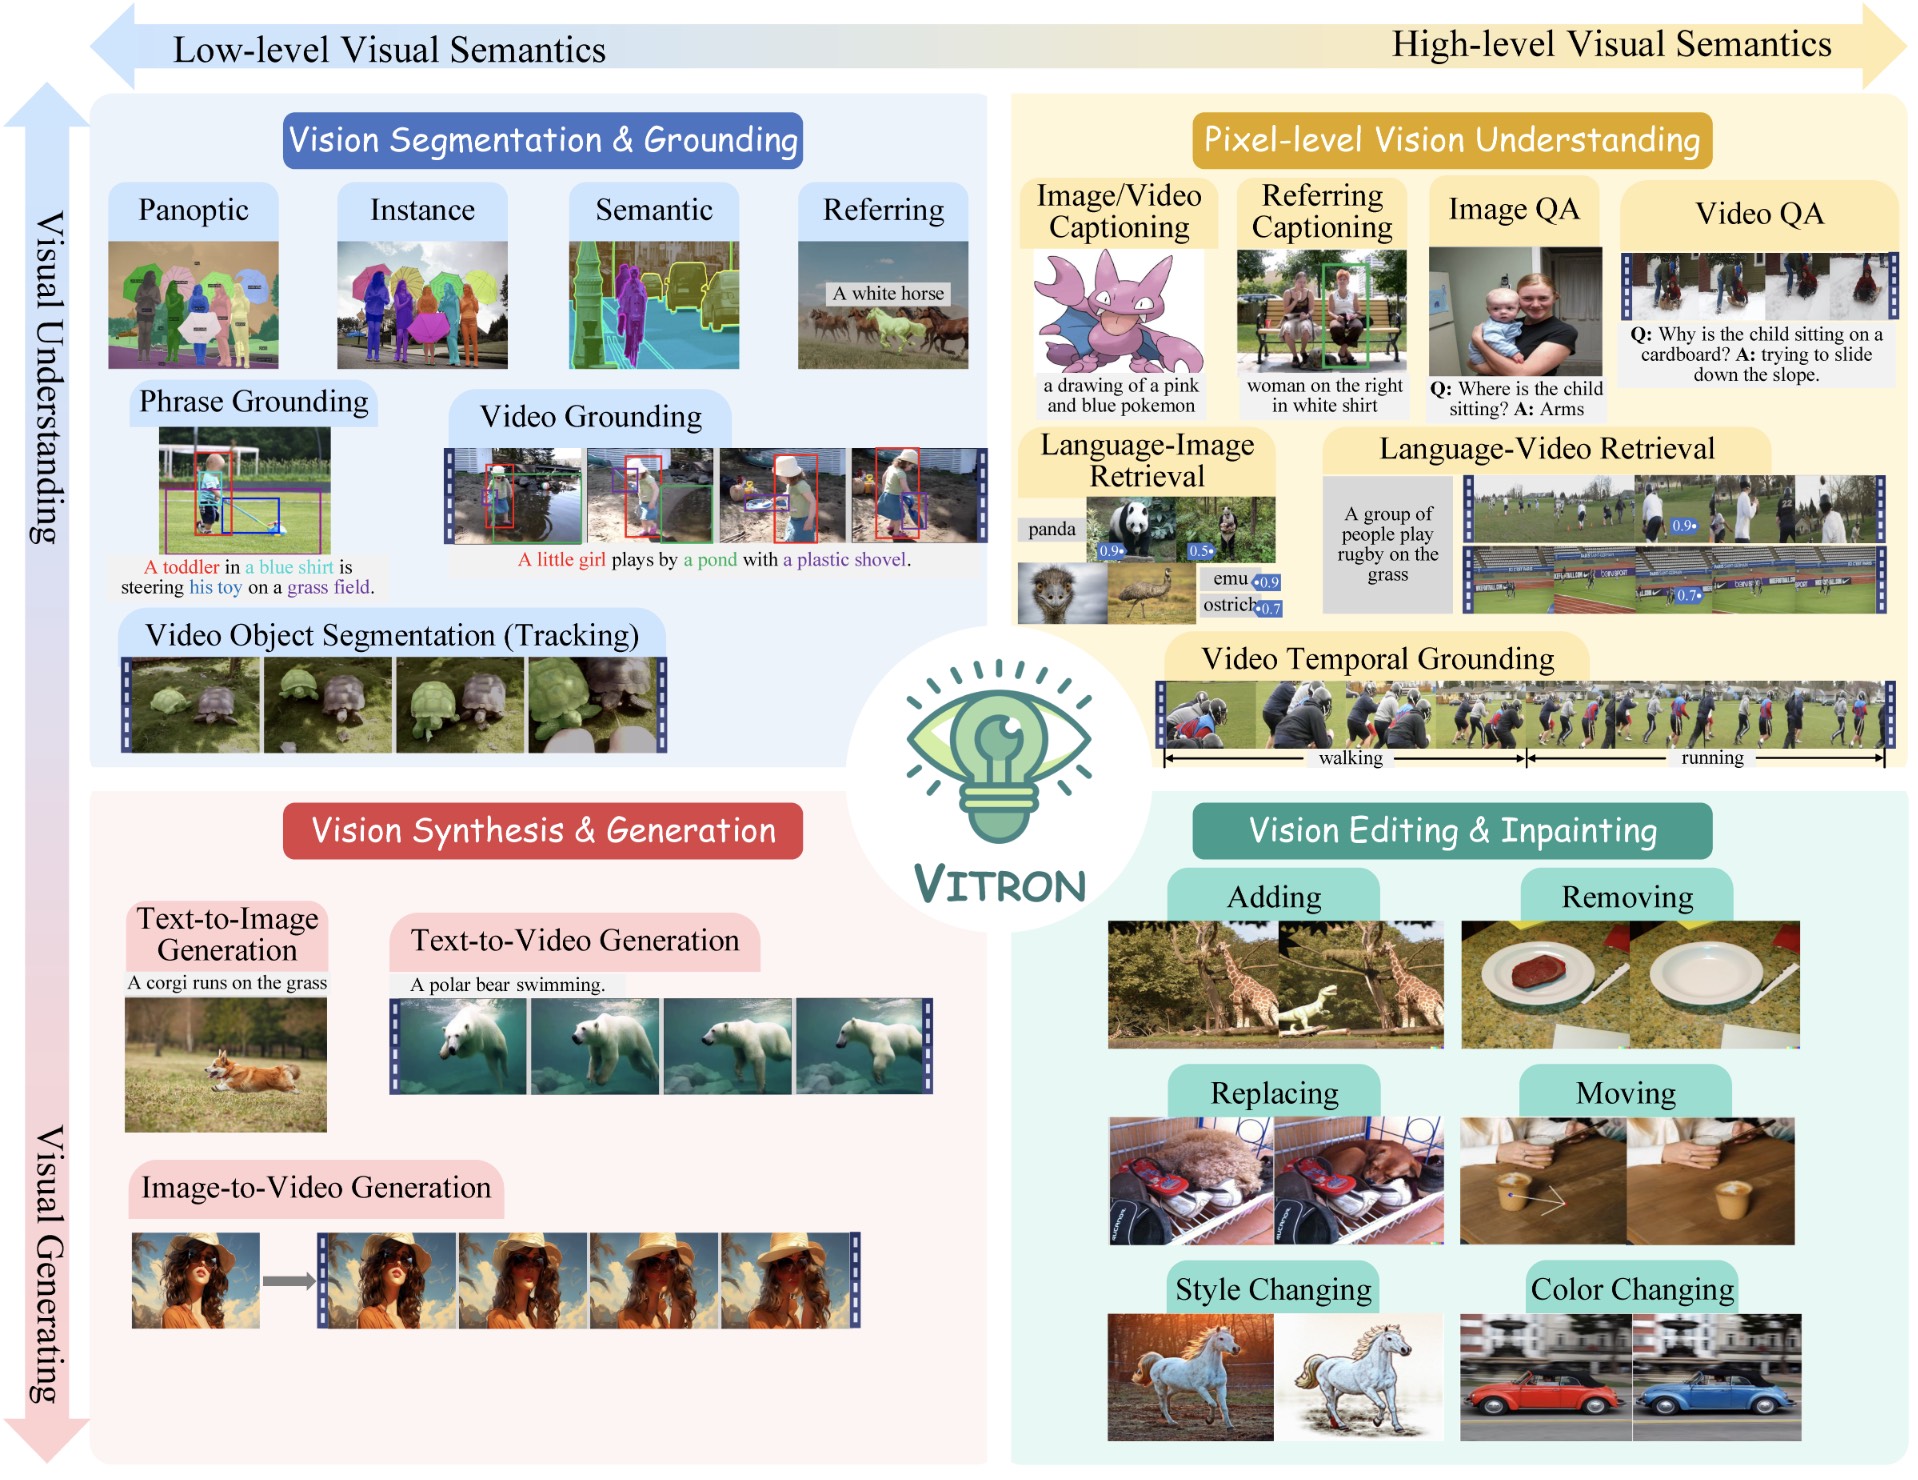 Low-level Visual Semantics
High-level Visual Semantics
Visual Understanding
Visual Generating
Vision Segmentation & Grounding
Panoptic
Instance
Semantic
Referring
A white horse
Phrase Grounding
A toddler in a blue shirt is
steering his toy on a grass field.
Video Grounding
A little girl plays by a pond with a plastic shovel.
Video Object Segmentation (Tracking)
Pixel-level Vision Understanding
Image/Video
Captioning
a drawing of a pink
and blue pokemon
Referring
Captioning
woman on the right
in white shirt
Image QA
Q: Where is the child
sitting? A: Arms
Video QA
Q: Why is the child sitting on a
cardboard? A: trying to slide
down the slope.
Language-Image
Retrieval
panda
0.9
0.5
emu
0.9
ostrich
0.7
Language-Video Retrieval
A group of
people play
rugby on the
grass
0.9
0.7
Video Temporal Grounding
walking
running
VITRON
Vision Synthesis & Generation
Text-to-Image
Generation
A corgi runs on the grass
Text-to-Video Generation
A polar bear swimming.
Image-to-Video Generation
Vision Editing & Inpainting
Adding
Removing
Replacing
Moving
Style Changing
Color Changing